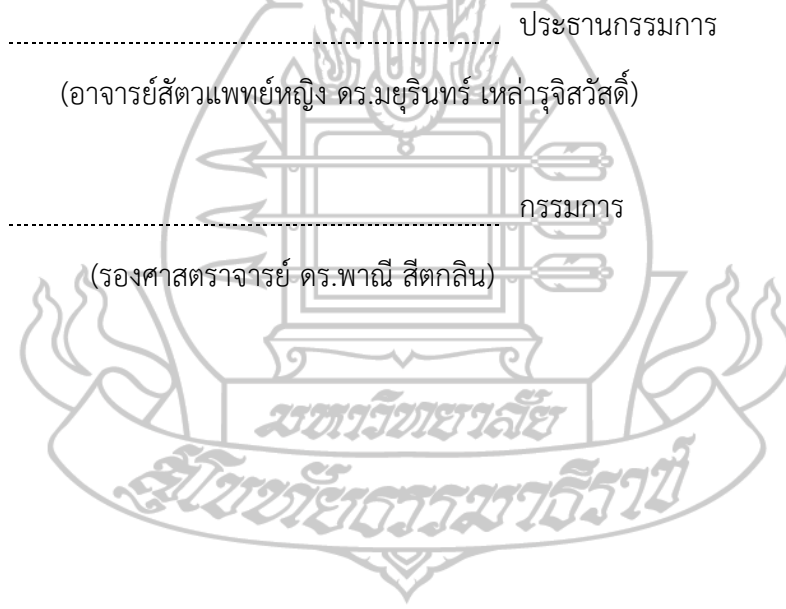 ประธานกรรมการ
(อาจารย์สัตวแพทย์หญิง ดร.มยุรินทร์ เหล่ารุจิสวัสดิ์)
กรรมการ
(รองศาสตราจารย์ ดร.พาณี สีตกลิน)
มหาวิทยาลัย
สุโขทัยธรรมาธิราช